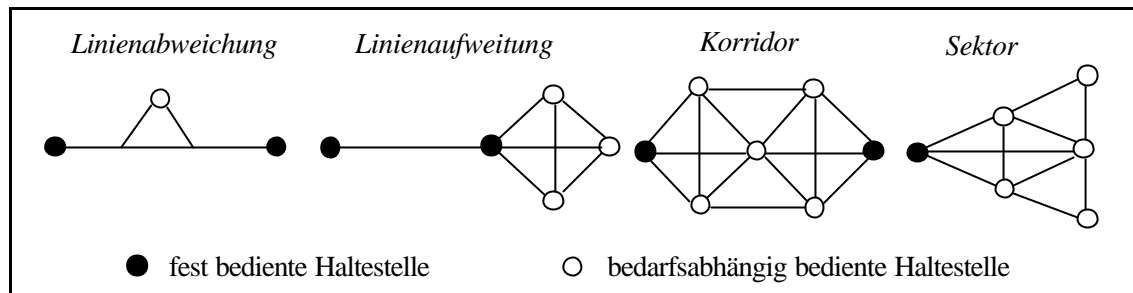 Linienabweichung
Linienaufweitung
Korridor
Sektor
fest bediente Haltestelle
bedarfsabhängig bediente Haltestelle